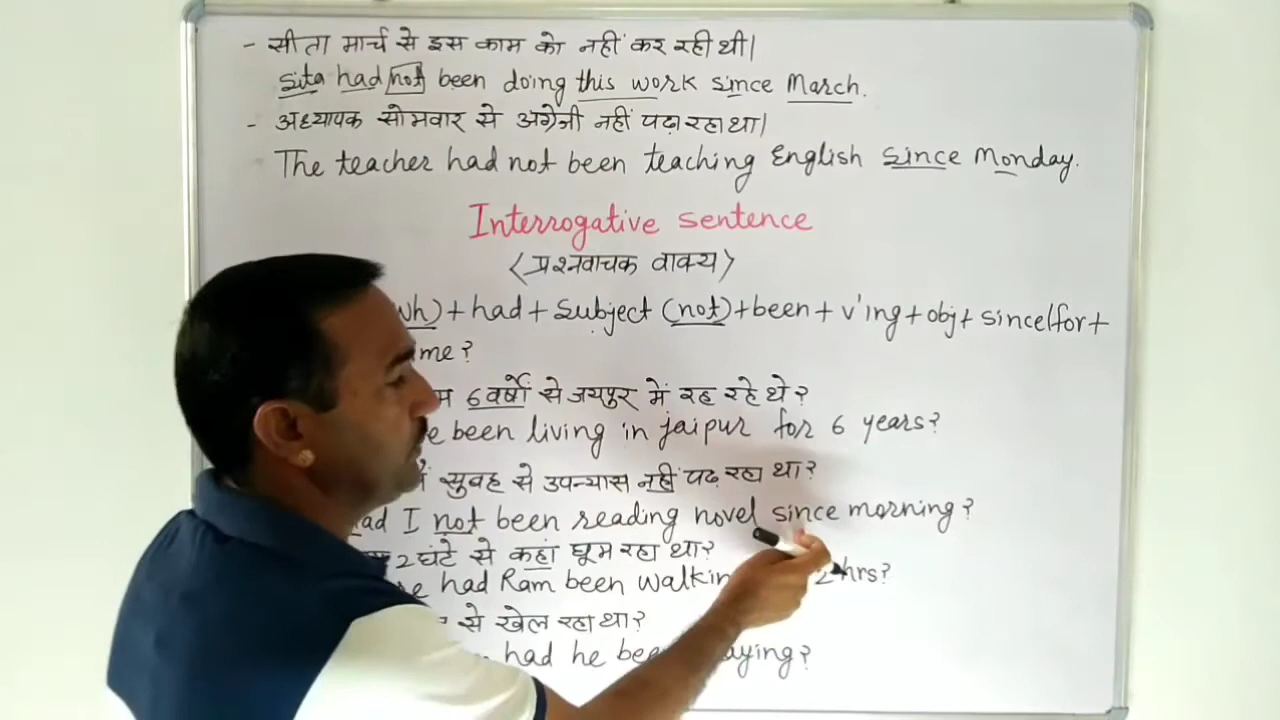 - सीता मार्च से इस काम को नहीं कर रही थी।
Sita had not been doing this work since March.
- अध्यापक सोमवार से अंग्रेजी नहीं पढ़ा रहा था।
The teacher had not been teaching English since Monday.
Interrogative sentence
<प्रश्नवाचक वाक्य>
wh) + had + subject (not) + been + v'ing + obj + since(for +
me?
6 वर्षों से जयपुर में रह रहे थे?
been living in jaipur for 6 years?
सुबह से उपन्यास नहीं पढ़ रहा था?
had I not been reading novel since morning?
2 घंटे से कहां घूम रहा था?
had Ram been 2 hrs?
से खेल रहा था?
had he